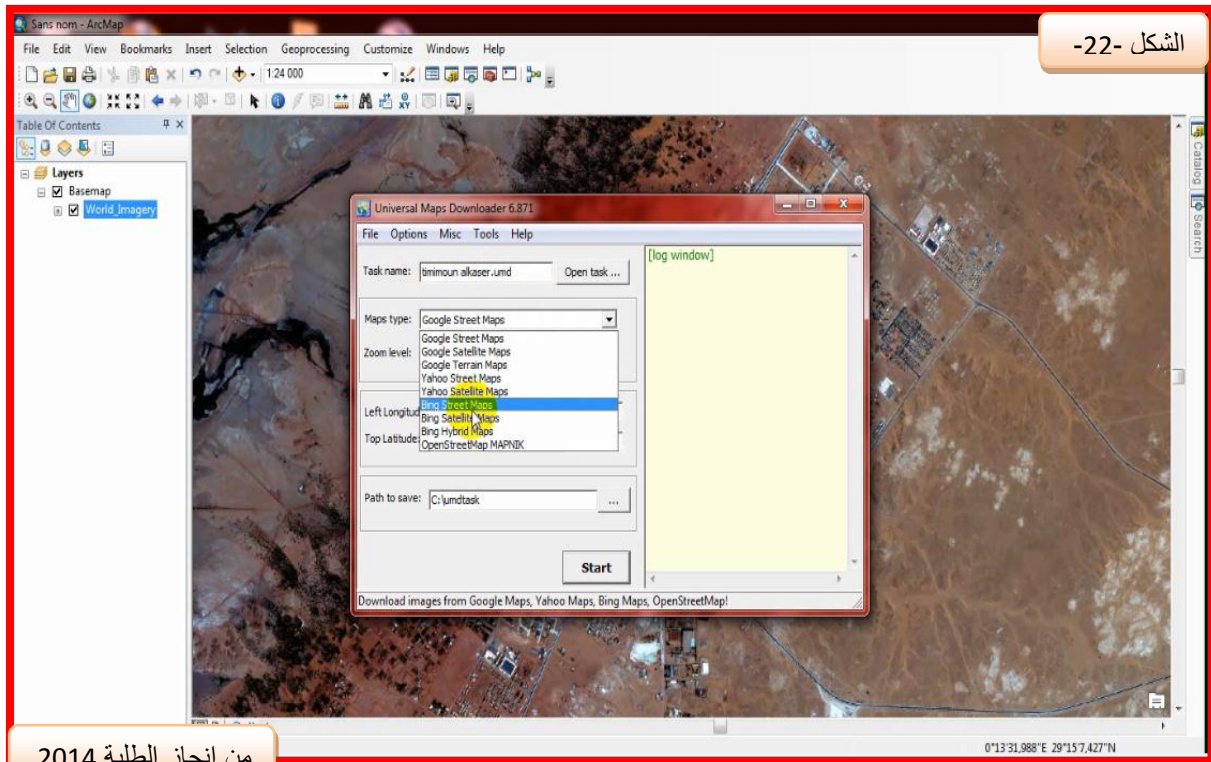 Sans nom - ArcMap
الشكل -22-
File Edit View Bookmarks Insert Selection Geoprocessing Customize Windows Help
1:24 000
Table Of Contents
Layers
Basemap
World_Imagery
Catalog
Search
Universal Maps Downloader 6.871
File Options Misc Tools Help
Task name: timimoun alkaser.umd Open task ...
[log window]
Maps type: Google Street Maps
Zoom level:
Google Street Maps
Google Satellite Maps
Google Terrain Maps
Yahoo Street Maps
Yahoo Satellite Maps
Bing Street Maps
Bing Satellite Maps
Bing Hybrid Maps
OpenStreetMap MAPNIK
Left Longitud
Top Latitude:
Path to save: C:\umdtask ...
Start
Download images from Google Maps, Yahoo Maps, Bing Maps, OpenStreetMap!
0°13'31,988"E 29°15'7,427"N
من انجاز الطلبة 2014